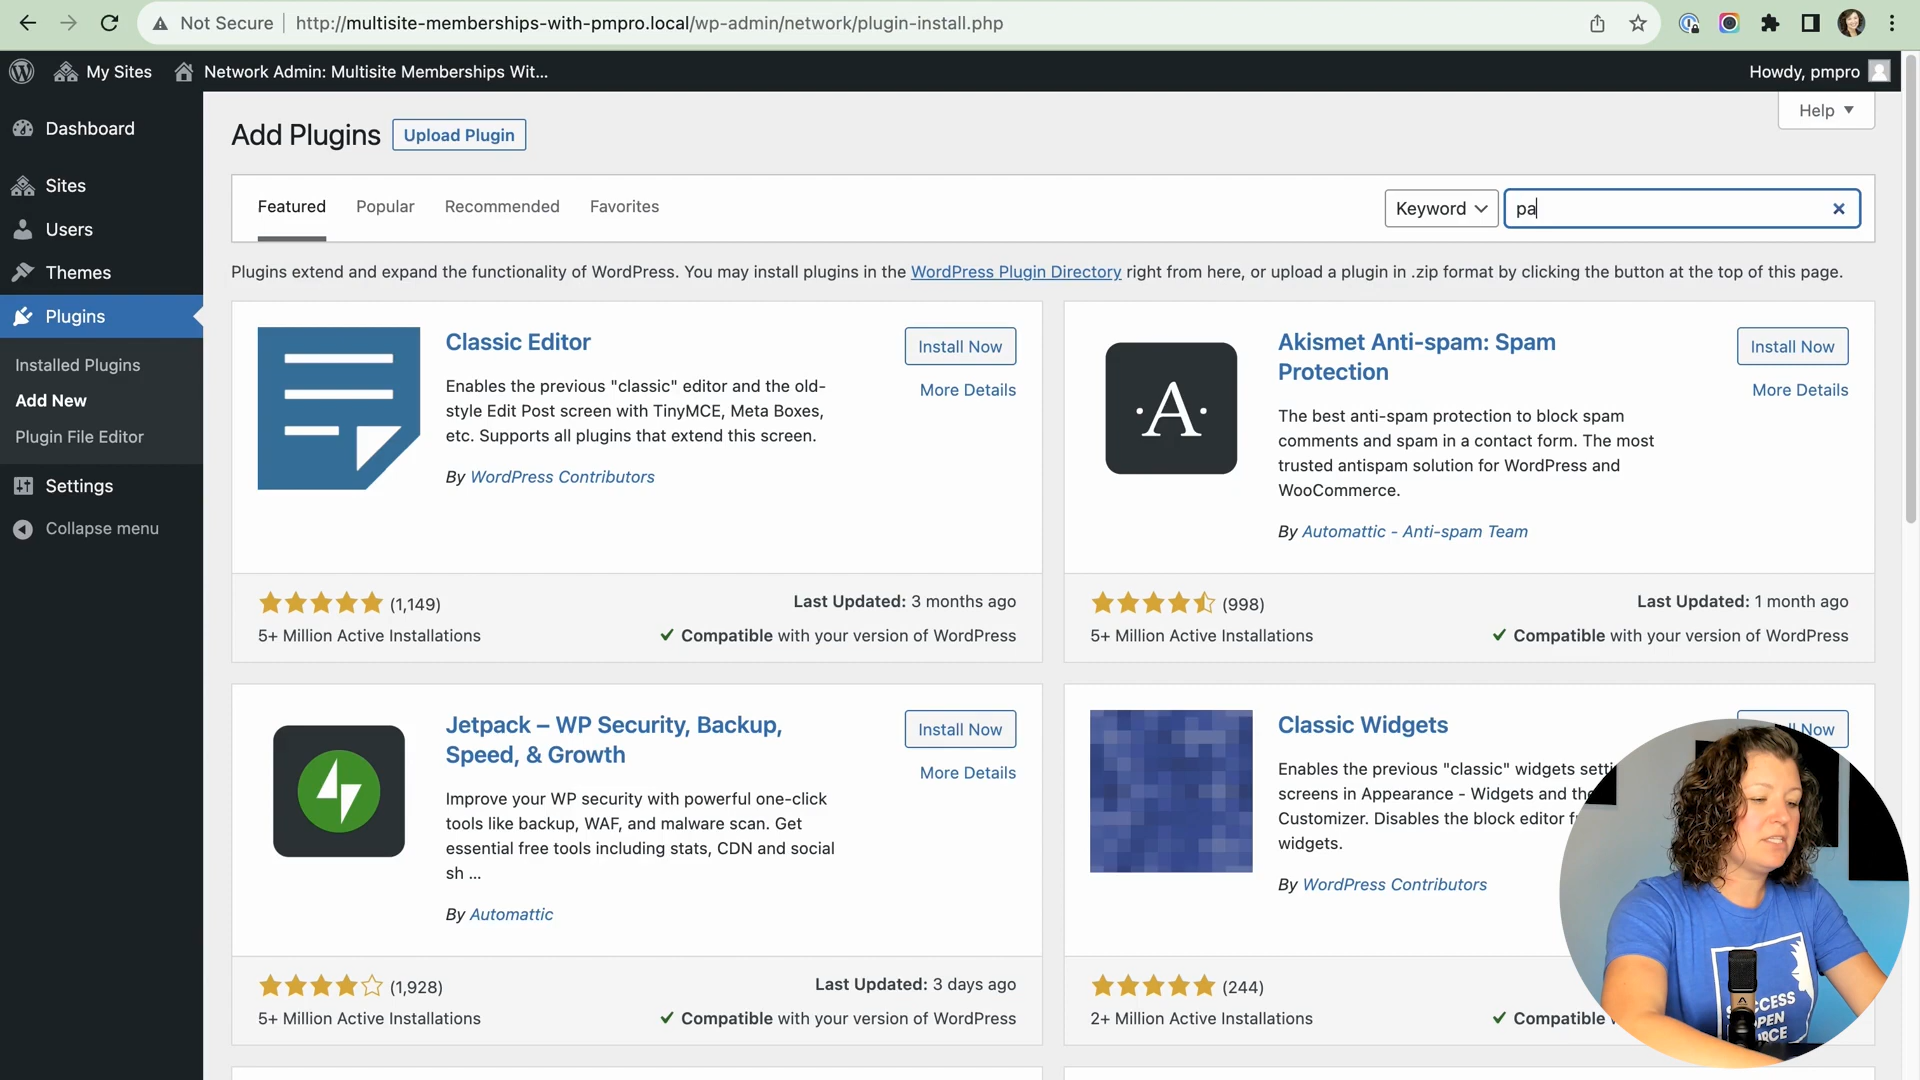 Not Secure
http://multisite-memberships-with-pmpro.local/wp-admin/network/plugin-install.php
My Sites
Network Admin: Multisite Memberships Wit...
Howdy, pmpro
Dashboard
Sites
Users
Themes
Plugins
Installed Plugins
Add New
Plugin File Editor
Settings
Collapse menu
Help
Add Plugins
Upload Plugin
Featured
Popular
Recommended
Favorites
Keyword
pa
Plugins extend and expand the functionality of WordPress. You may install plugins in the WordPress Plugin Directory right from here, or upload a plugin in .zip format by clicking the button at the top of this page.
Classic Editor
Install Now
More Details
Enables the previous "classic" editor and the old-
style Edit Post screen with TinyMCE, Meta Boxes,
etc. Supports all plugins that extend this screen.
By WordPress Contributors
(1,149)
Last Updated: 3 months ago
5+ Million Active Installations
Compatible with your version of WordPress
A
Akismet Anti-spam: Spam
Protection
Install Now
More Details
The best anti-spam protection to block spam
comments and spam in a contact form. The most
trusted antispam solution for WordPress and
WooCommerce.
By Automattic - Anti-spam Team
(998)
Last Updated: 1 month ago
5+ Million Active Installations
Compatible with your version of WordPress
Jetpack – WP Security, Backup,
Speed, & Growth
Install Now
More Details
Improve your WP security with powerful one-click
tools like backup, WAF, and malware scan. Get
essential free tools including stats, CDN and social
sh ...
By Automattic
(1,928)
Last Updated: 3 days ago
5+ Million Active Installations
Compatible with your version of WordPress
Classic Widgets
Now
Enables the previous "classic" widgets
screens in Appearance - Widgets and
Customizer. Disables the block editor
widgets.
By WordPress Contributors
(244)
2+ Million Active Installations
Compatible